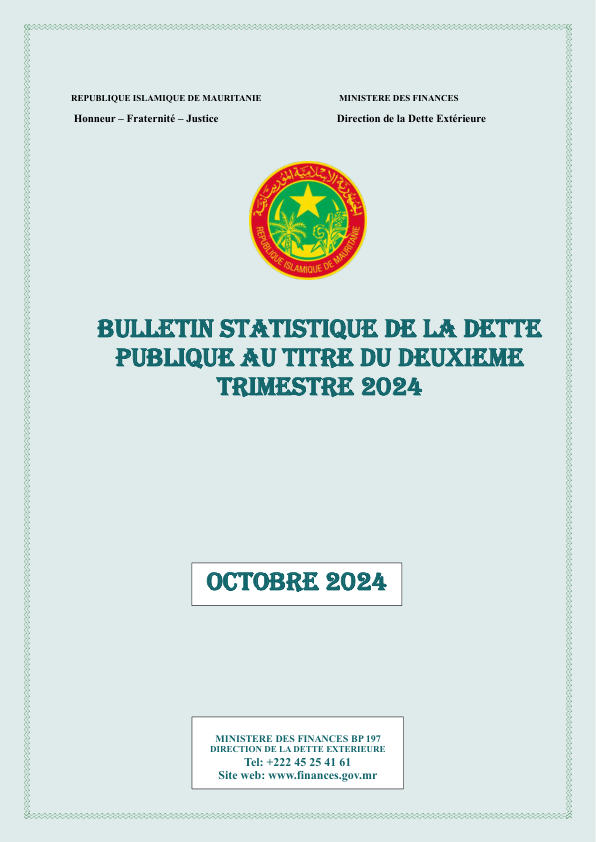 REPUBLIQUE ISLAMIQUE DE MAURITANIE
MINISTERE DES FINANCES
Honneur – Fraternité – Justice
Direction de la Dette Extérieure
الجمهورية الإسلامية الموريتانية
REPUBLIQUE ISLAMIQUE DE MAURITANIE
BULLETIN STATISTIQUE DE LA DETTE
PUBLIQUE AU TITRE DU DEUXIEME
TRIMESTRE 2024
OCTOBRE 2024
MINISTERE DES FINANCES BP 197
DIRECTION DE LA DETTE EXTERIEURE
Tel: +222 45 25 41 61
Site web: www.finances.gov.mr